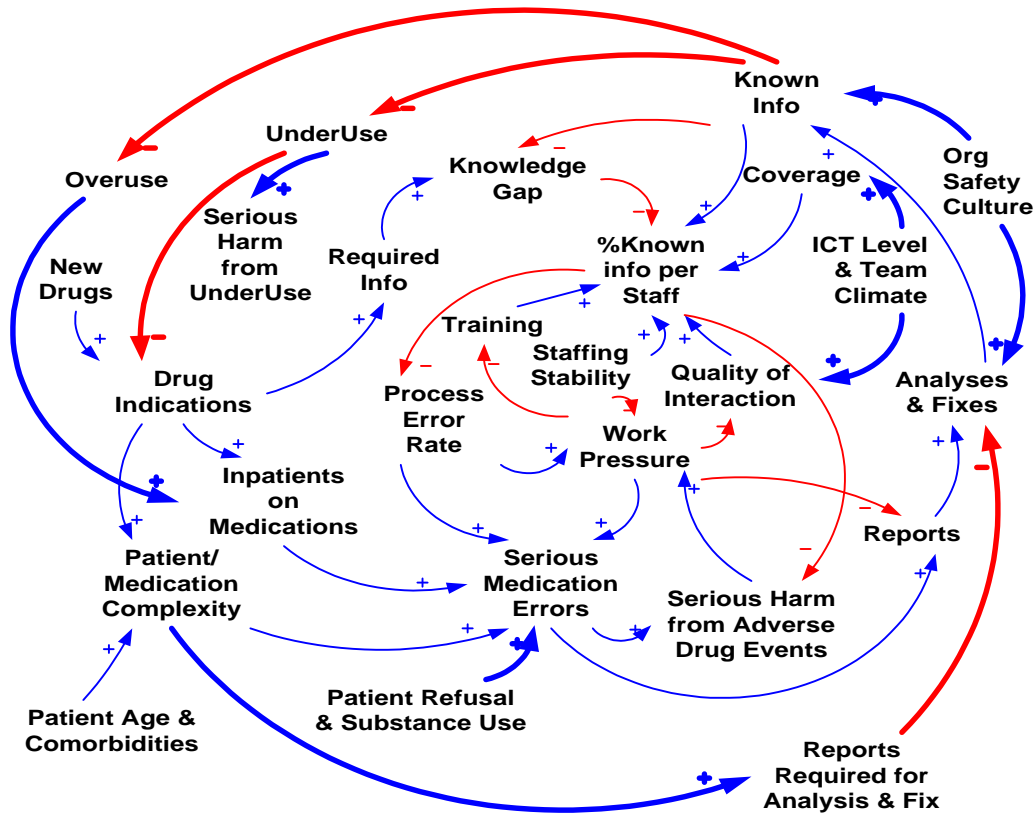 Known
Info
UnderUse
Overuse
Knowledge
Gap
Coverage
Org
Safety
Culture
Serious
Harm
from
UnderUse
New
Drugs
Required
Info
%Known
info per
Staff
ICT Level
& Team
Climate
Training
Staffing
Stability
Drug
Indications
Process
Error
Rate
Quality of
Interaction
Analyses
& Fixes
Work
Pressure
Inpatients
on
Medications
Reports
Patient/
Medication
Complexity
Serious
Medication
Errors
Serious Harm
from Adverse
Drug Events
Patient Refusal
& Substance Use
Patient Age &
Comorbidities
Reports
Required for
Analysis & Fix